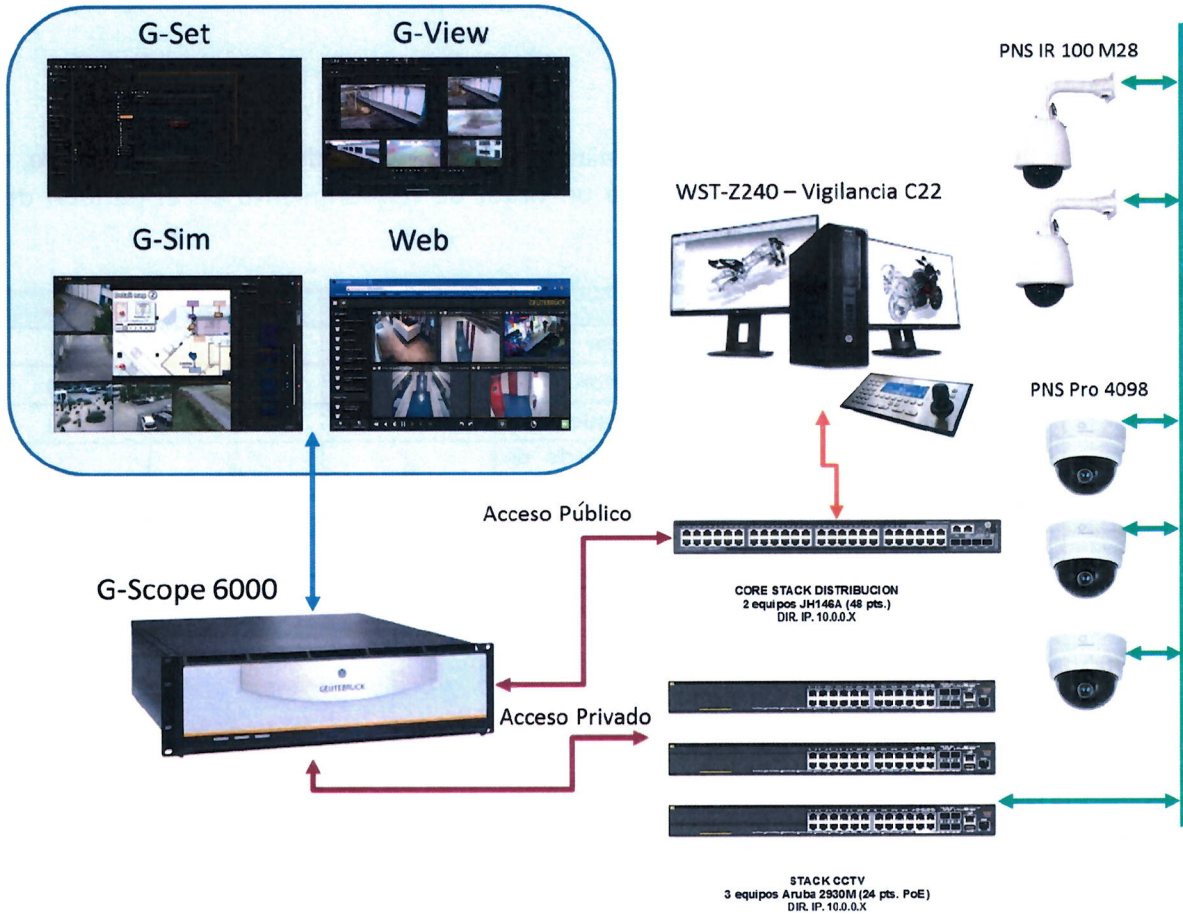 G-Set
G-View
G-Sim
Web
GEUTEBRUCK
PNS IR 100 M28
WST-Z240 – Vigilancia C22
PNS Pro 4098
Acceso Público
CORE STACK DISTRIBUCION
2 equipos JH146A (48 pts.)
DIR. IP. 10.0.0.X
G-Scope 6000
GEUTEBRUCK
Acceso Privado
STACK CCTV
3 equipos Aruba 2930M (24 pts. PoE)
DIR. IP. 10.0.0.X